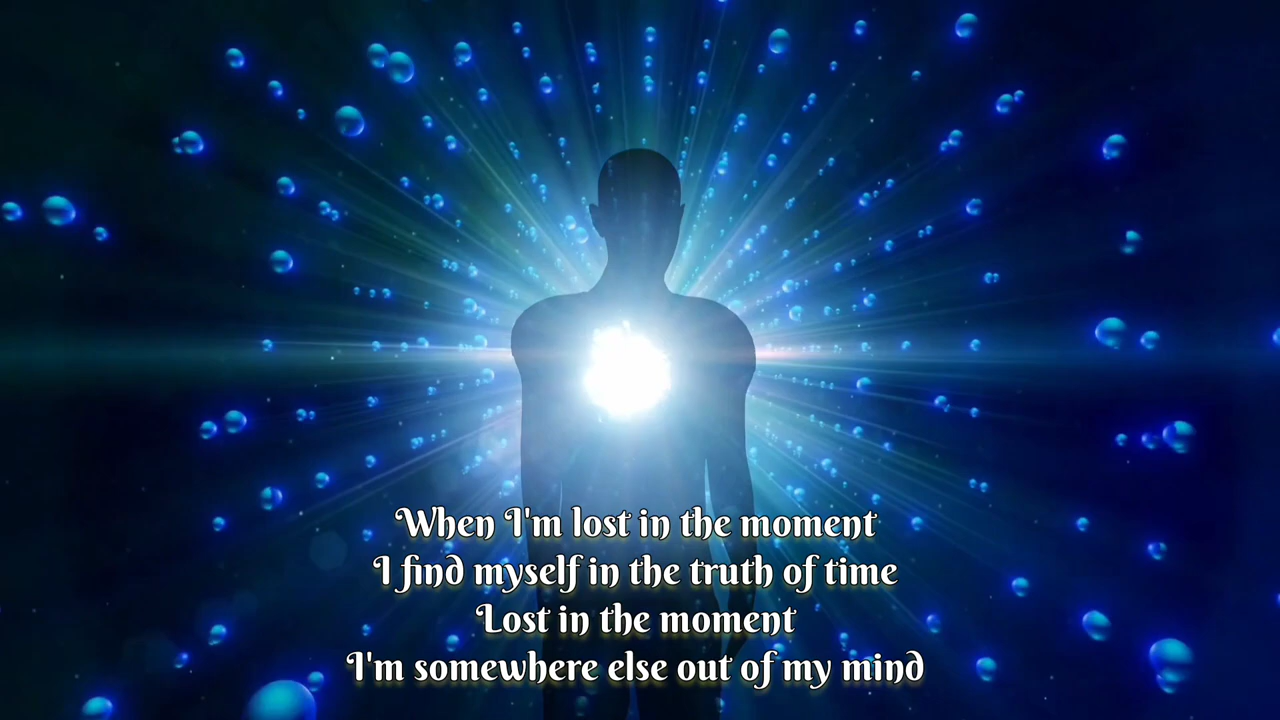 When I'm lost in the moment
I find myself in the truth of time
Lost in the moment
I'm somewhere else out of my mind